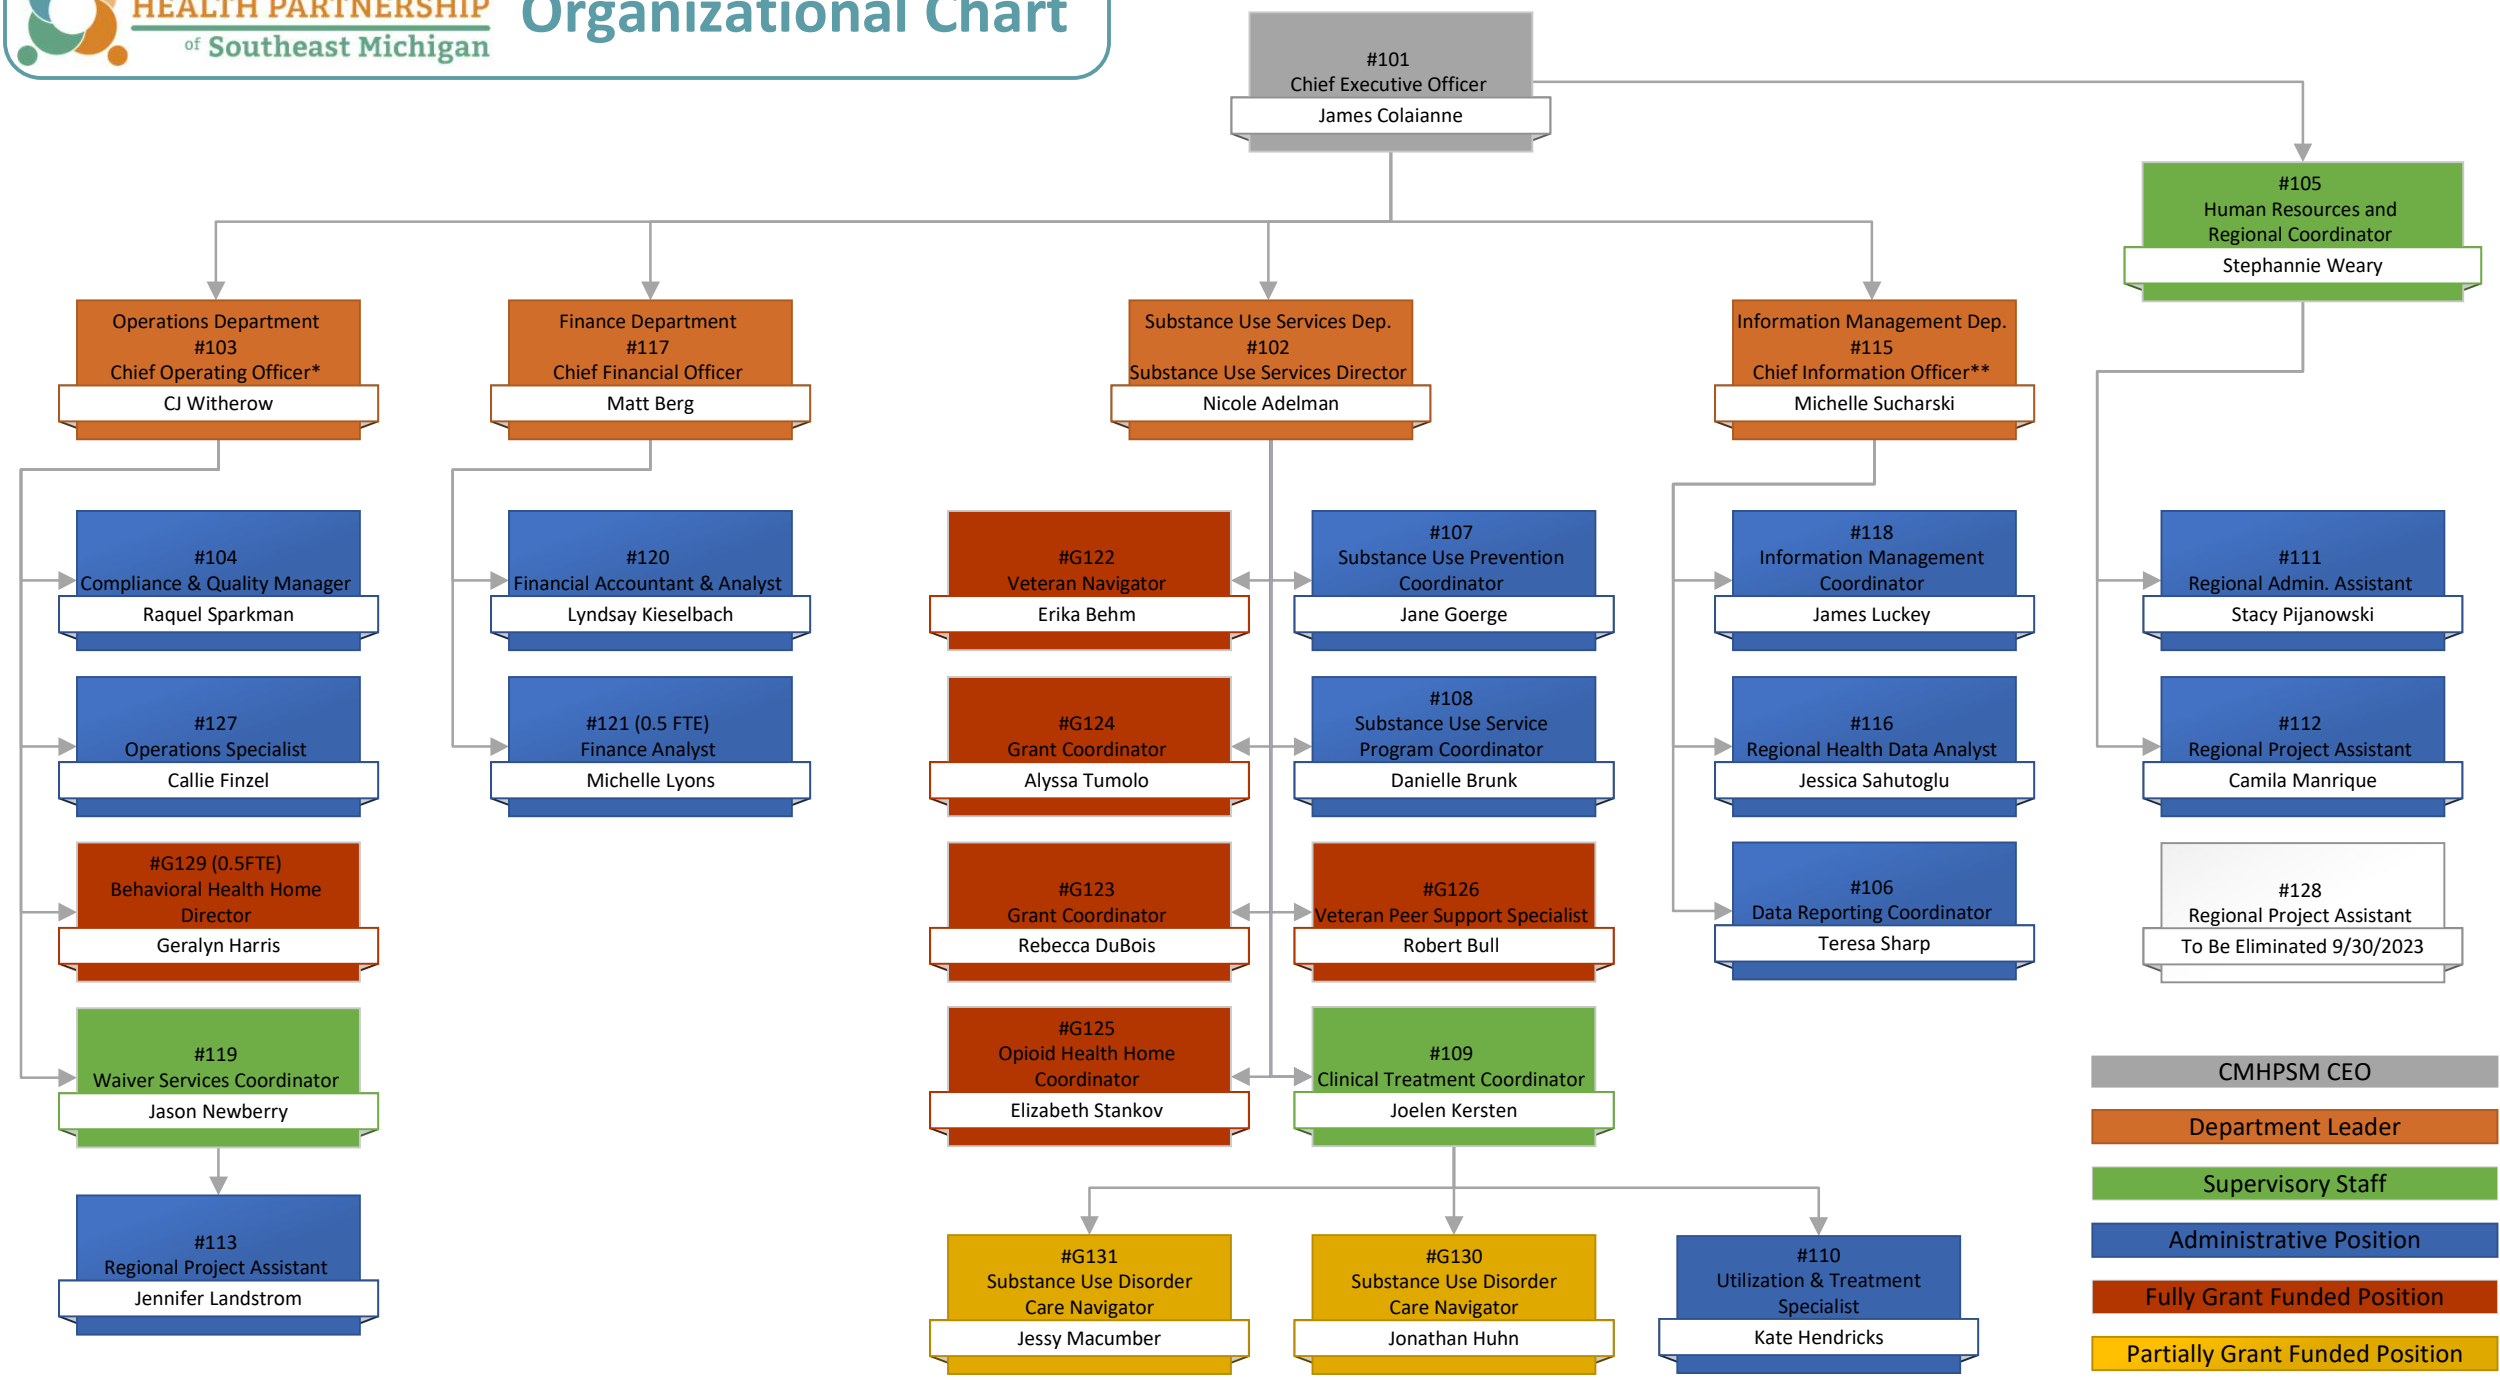 HEALTH PARTNERSHIP
of Southeast Michigan
Organizational Chart
#101
Chief Executive Officer
James Colaianne
#105
Human Resources and
Regional Coordinator
Stephannie Weary
Operations Department
#103
Chief Operating Officer*
CJ Witherow
Finance Department
#117
Chief Financial Officer
Matt Berg
Substance Use Services Dep.
#102
Substance Use Services Director
Nicole Adelman
Information Management Dep.
#115
Chief Information Officer**
Michelle Sucharski
#104
Compliance & Quality Manager
Raquel Sparkman
#120
Financial Accountant & Analyst
Lyndsay Kieselbach
#G122
Veteran Navigator
Erika Behm
#107
Substance Use Prevention
Coordinator
Jane Goerge
#118
Information Management
Coordinator
James Luckey
#111
Regional Admin. Assistant
Stacy Pijanowski
#127
Operations Specialist
Callie Finzel
#121 (0.5 FTE)
Finance Analyst
Michelle Lyons
#G124
Grant Coordinator
Alyssa Tumolo
#108
Substance Use Service
Program Coordinator
Danielle Brunk
#116
Regional Health Data Analyst
Jessica Sahutoglu
#112
Regional Project Assistant
Camila Manrique
#G129 (0.5FTE)
Behavioral Health Home
Director
Geralyn Harris
#G123
Grant Coordinator
Rebecca DuBois
#G126
Veteran Peer Support Specialist
Robert Bull
#106
Data Reporting Coordinator
Teresa Sharp
#128
Regional Project Assistant
To Be Eliminated 9/30/2023
#119
Waiver Services Coordinator
Jason Newberry
#G125
Opioid Health Home
Coordinator
Elizabeth Stankov
#109
Clinical Treatment Coordinator
Joelen Kersten
#113
Regional Project Assistant
Jennifer Landstrom
#G131
Substance Use Disorder
Care Navigator
Jessy Macumber
#G130
Substance Use Disorder
Care Navigator
Jonathan Huhn
#110
Utilization & Treatment
Specialist
Kate Hendricks
CMHPSM CEO
Department Leader
Supervisory Staff
Administrative Position
Fully Grant Funded Position
Partially Grant Funded Position